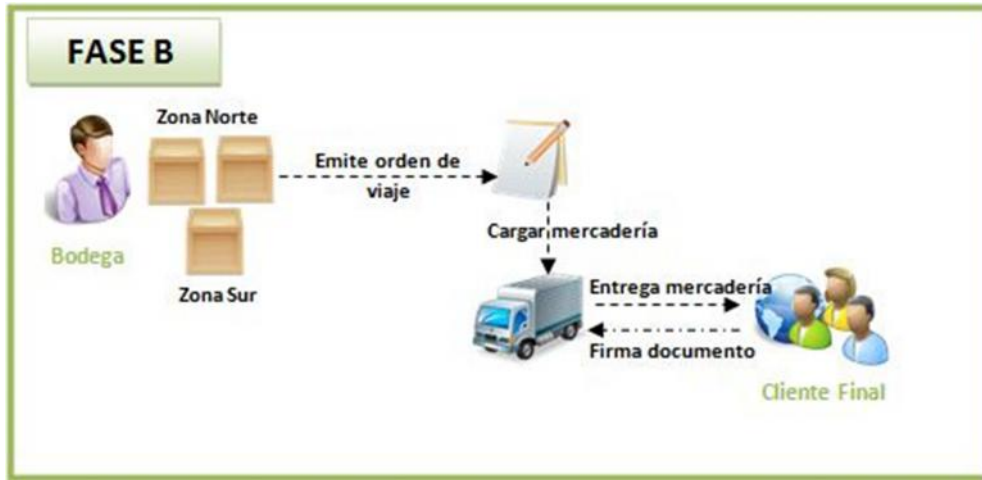 FASE B
Zona Norte
Emite orden de
viaje
Bodega
Zona Sur
Cargar mercadería
Entrega mercadería
Firma documento
Cliente Final